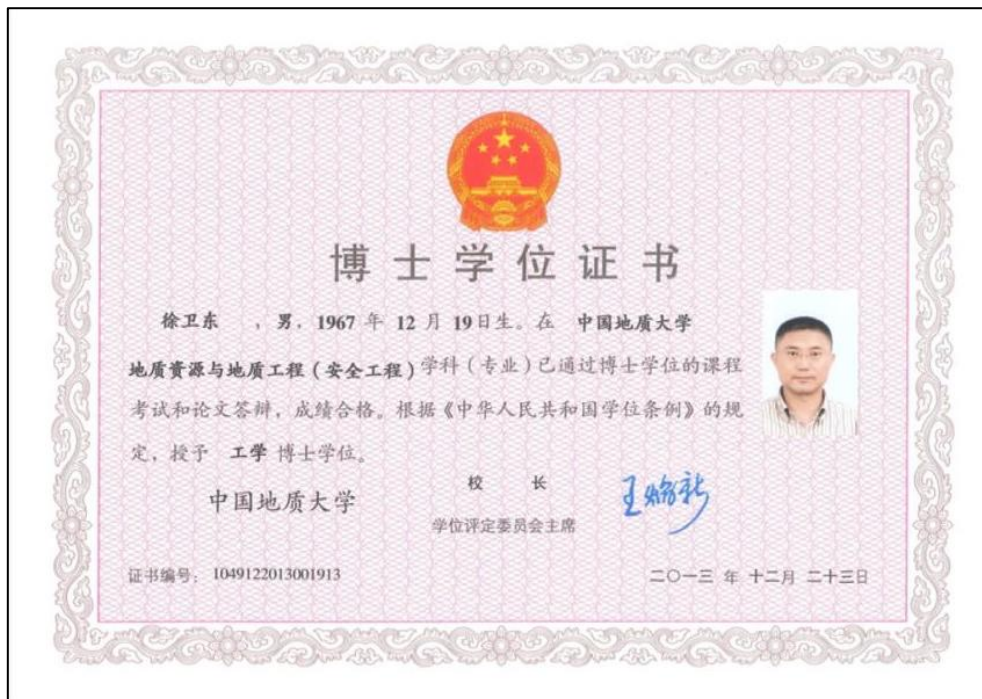 博士学位证书
徐卫东 , 男, 1967 年 12 月 19日生。在 中国地质大学
地质资源与地质工程(安全工程)学科(专业)已通过博士学位的课程
考试和论文答辩, 成绩合格。根据《中华人民共和国学位条例》的规
定, 授予 工学 博士学位。
中国地质大学
校 长
王焰新
学位评定委员会主席
证书编号: 1049122013001913
二〇一三 年 十二月 二十三日